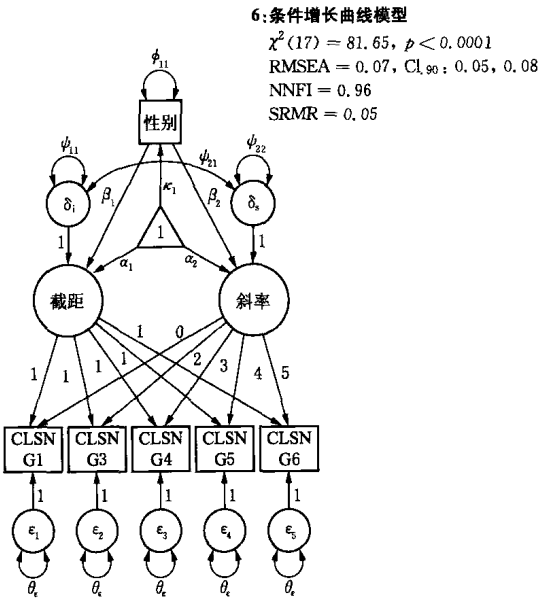 6:条件增长曲线模型
χ²(17) = 81.65, p < 0.0001
RMSEA = 0.07, CI.90: 0.05, 0.08
NNFI = 0.96
SRMR = 0.05
ϕ11
性别
ψ11
ψ21
ψ22
δi
β1
κ1
β2
δs
1
1
1
α1
α2
截距
斜率
1
0
1
1
1
1
2
3
4
5
CLSN G1
CLSN G3
CLSN G4
CLSN G5
CLSN G6
1
1
1
1
1
ε1
ε2
ε3
ε4
ε5
θε
θε
θε
θε
θε